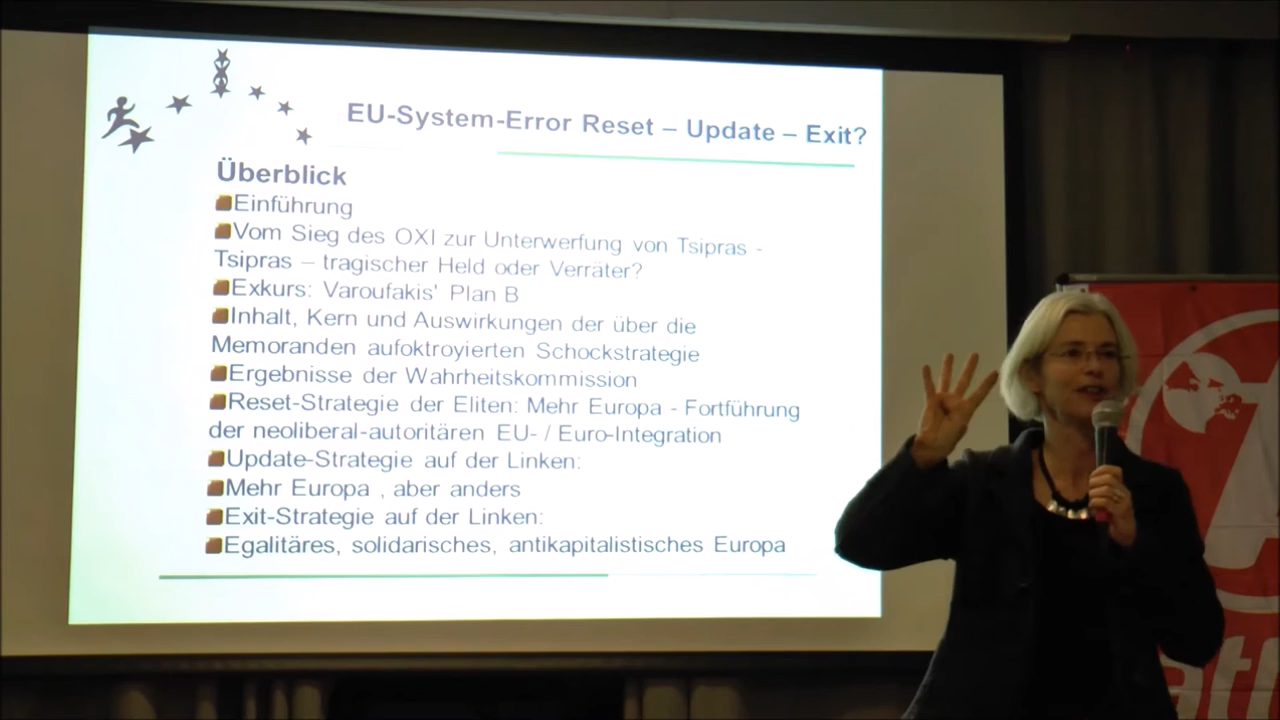 EU-System-Error Reset – Update – Exit?
Überblick
Einführung
Vom Sieg des OXI zur Unterwerfung von Tsipras -
Tsipras – tragischer Held oder Verräter?
Exkurs: Varoufakis' Plan B
Inhalt, Kern und Auswirkungen der über die
Memoranden aufoktroyierten Schockstrategie
Ergebnisse der Wahrheitskommission
Reset-Strategie der Eliten: Mehr Europa - Fortführung
der neoliberal-autoritären EU- / Euro-Integration
Update-Strategie auf der Linken:
Mehr Europa , aber anders
Exit-Strategie auf der Linken:
Egalitäres, solidarisches, antikapitalistisches Europa